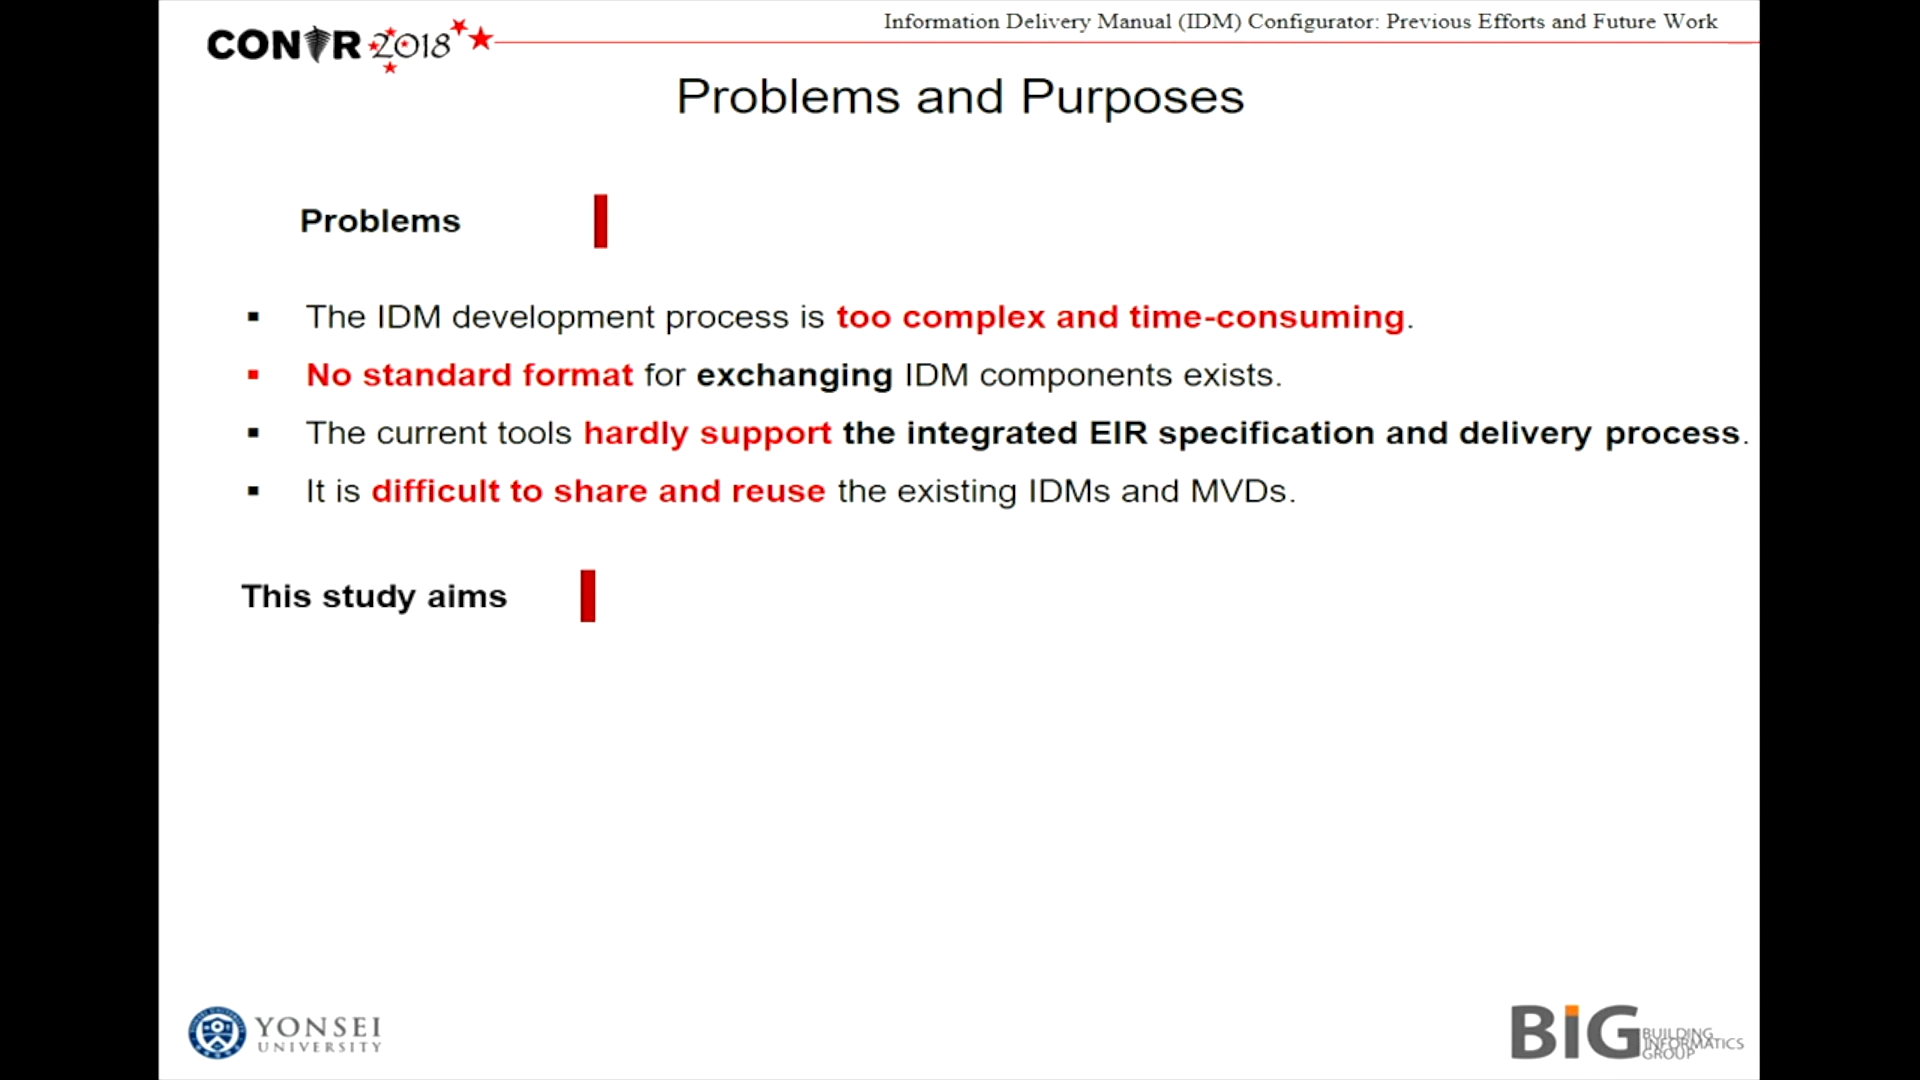 CONVR 2018
Information Delivery Manual (IDM) Configurator: Previous Efforts and Future Work
Problems and Purposes
Problems
▪ The IDM development process is too complex and time-consuming.
▪ No standard format for exchanging IDM components exists.
▪ The current tools hardly support the integrated EIR specification and delivery process.
▪ It is difficult to share and reuse the existing IDMs and MVDs.
This study aims
YONSEI
UNIVERSITY
BiG
BUILDING
INFORMATICS
GROUP